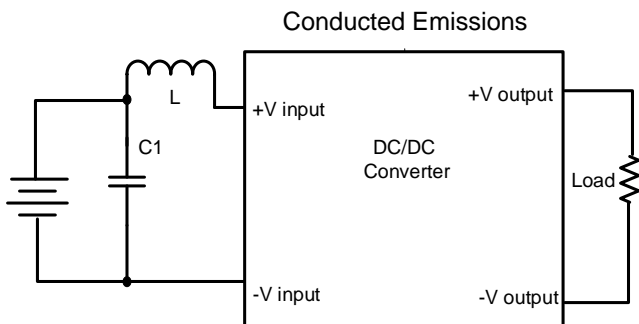 Conducted Emissions
L
+V input
+V output
C1
DC/DC
Converter
Load
-V input
-V output